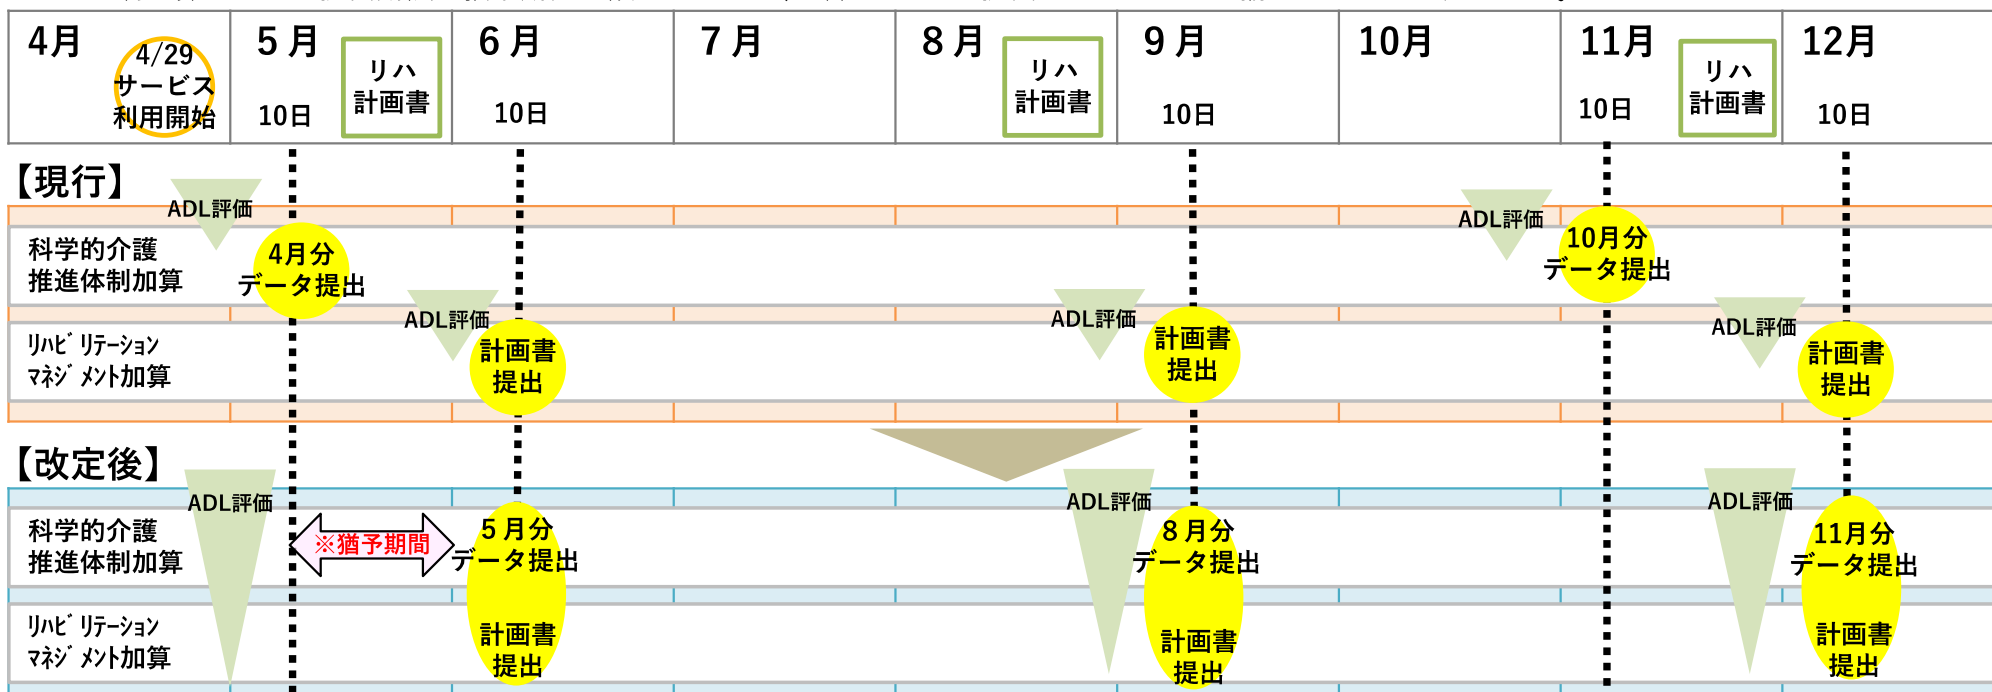 4月
4/29
サービス
利用開始
5月
10日
リハ
計画書
6月
10日
7月
8月
リハ
計画書
9月
10日
10月
11月
10日
リハ
計画書
12月
10日
【現行】
ADL評価
ADL評価
科学的介護
推進体制加算
4月分
データ提出
10月分
データ提出
リハビリテーション
マネジメント加算
ADL評価
計画書
提出
ADL評価
計画書
提出
ADL評価
計画書
提出
【改定後】
ADL評価
ADL評価
ADL評価
科学的介護
推進体制加算
※猶予期間
5月分
データ提出
8月分
データ提出
11月分
データ提出
リハビリテーション
マネジメント加算
計画書
提出
計画書
提出
計画書
提出